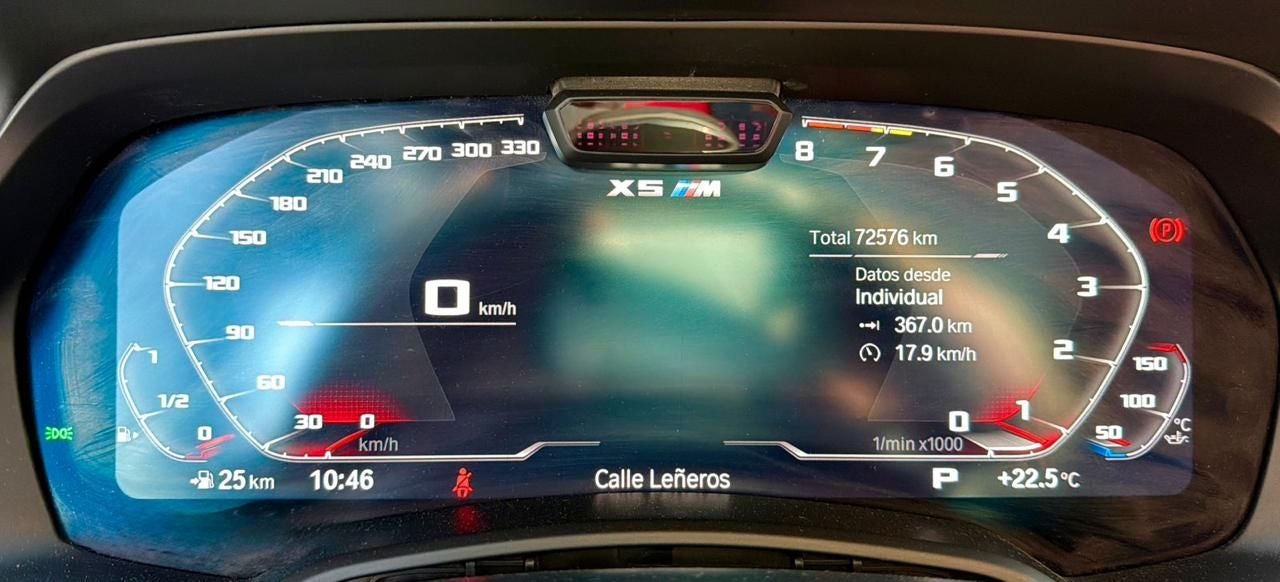 330
300
270
240
210
180
150
120
90
60
30
0
km/h
X5 M
8
7
6
5
4
3
2
1
0
1/min x1000
Total 72576 km
Datos desde
Individual
367.0 km
17.9 km/h
0 km/h
1
1/2
0
P
150
100
50
°C
25 km
10:46
Calle Leñeros
P
+22.5°C